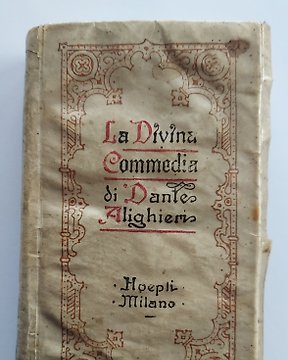 La Divina
Commedia
di Dante
Alighieri
·Hoepli·
·Milano·